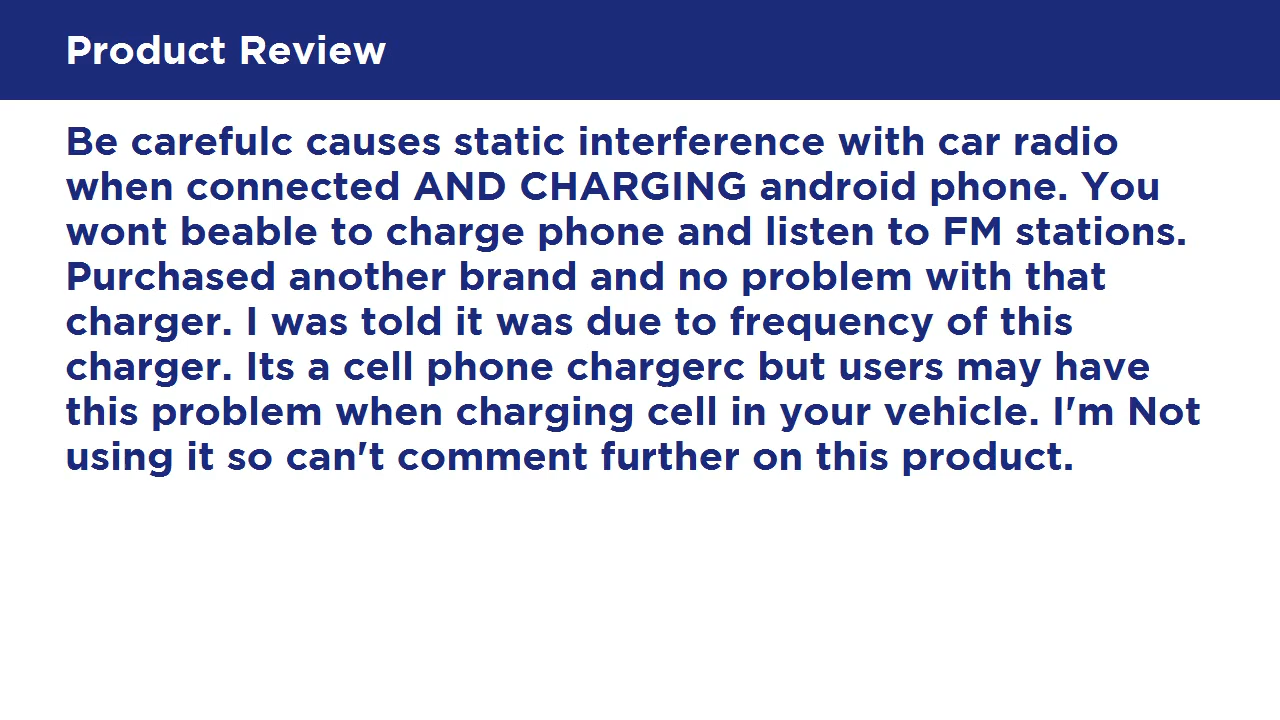 Product Review
Be carefulc causes static interference with car radio
when connected AND CHARGING android phone. You
wont beable to charge phone and listen to FM stations.
Purchased another brand and no problem with that
charger. I was told it was due to frequency of this
charger. Its a cell phone chargerc but users may have
this problem when charging cell in your vehicle. I'm Not
using it so can't comment further on this product.